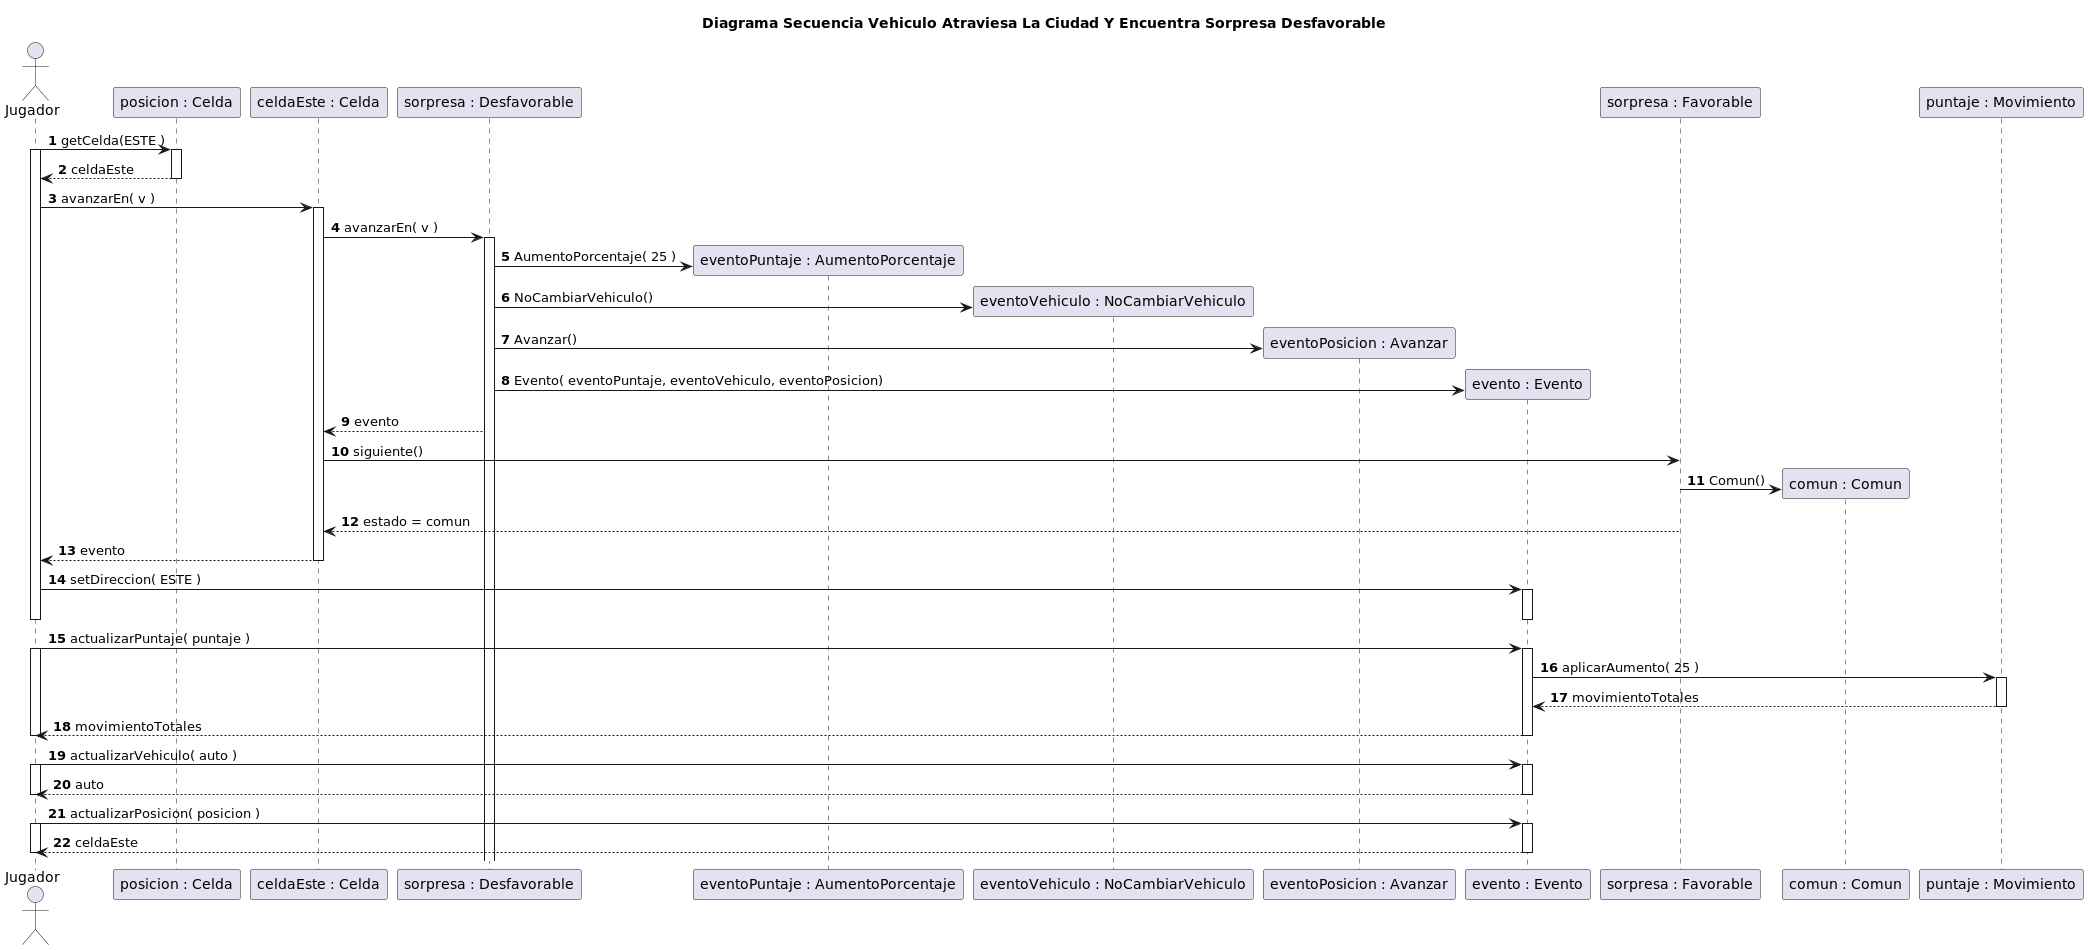 Diagrama Secuencia Vehiculo Atraviesa La Ciudad Y Encuentra Sorpresa Desfavorable
Jugador
posicion : Celda
celdaEste : Celda
sorpresa : Desfavorable
sorpresa : Favorable
puntaje : Movimiento
1 getCelda(ESTE )
2 celdaEste
3 avanzarEn( v )
4 avanzarEn( v )
5 AumentoPorcentaje( 25 )
eventoPuntaje : AumentoPorcentaje
6 NoCambiarVehiculo()
eventoVehiculo : NoCambiarVehiculo
7 Avanzar()
eventoPosicion : Avanzar
8 Evento( eventoPuntaje, eventoVehiculo, eventoPosicion)
evento : Evento
9 evento
10 siguiente()
11 Comun()
comun : Comun
12 estado = comun
13 evento
14 setDireccion( ESTE )
15 actualizarPuntaje( puntaje )
16 aplicarAumento( 25 )
17 movimientoTotales
18 movimientoTotales
19 actualizarVehiculo( auto )
20 auto
21 actualizarPosicion( posicion )
22 celdaEste
Jugador
posicion : Celda
celdaEste : Celda
sorpresa : Desfavorable
eventoPuntaje : AumentoPorcentaje
eventoVehiculo : NoCambiarVehiculo
eventoPosicion : Avanzar
evento : Evento
sorpresa : Favorable
comun : Comun
puntaje : Movimiento